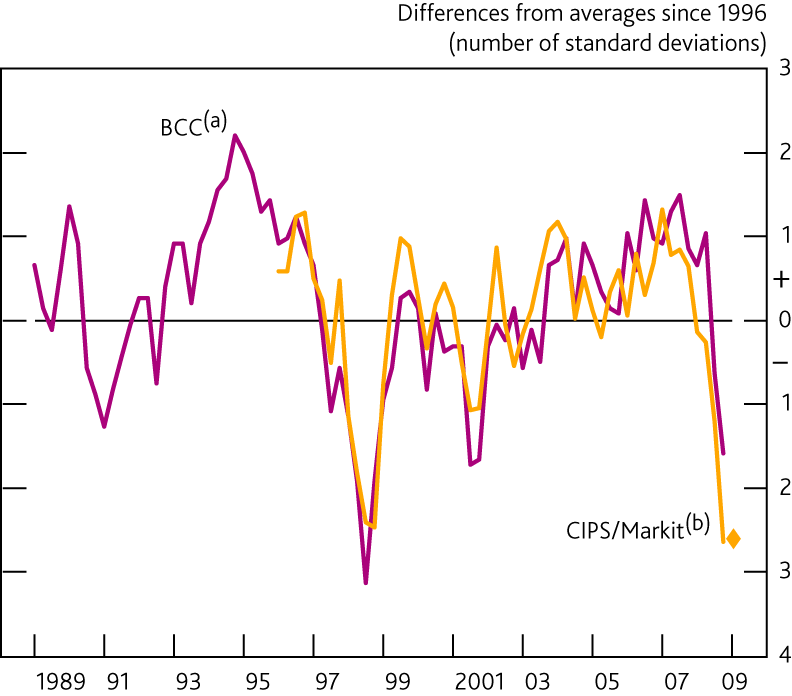 Differences from averages since 1996
(number of standard deviations)
3
BCC(a)
2
1
+
0
–
1
2
CIPS/Markit(b)
3
4
1989 91 93 95 97 99 2001 03 05 07 09